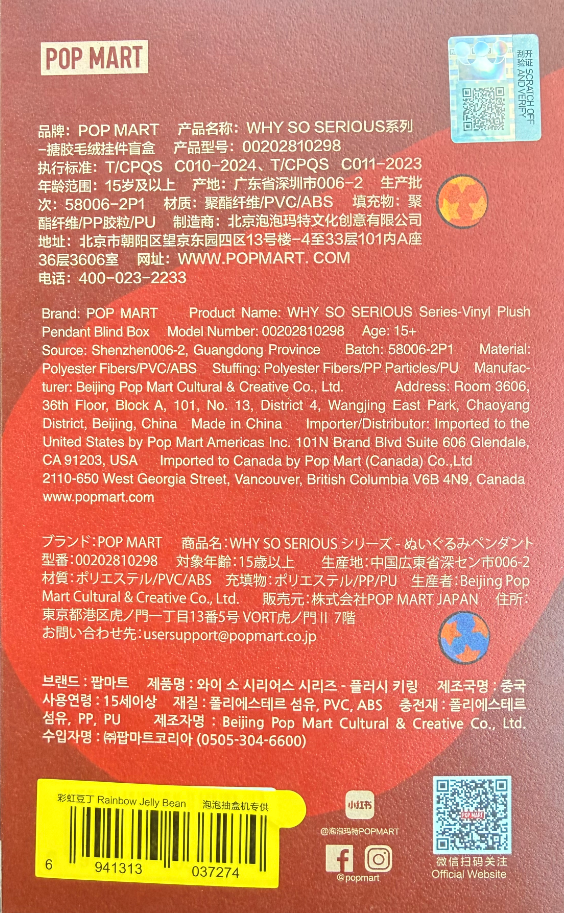 POP MART
开证 SCRATCH OFF
刮验 AND VERIFY
品牌：POP MART 产品名称：WHY SO SERIOUS系列
-搪胶毛绒挂件盲盒 产品型号：00202810298
执行标准：T/CPQS C010-2024、T/CPQS C011-2023
年龄范围：15岁及以上 产地：广东省深圳市006-2 生产批
次：58006-2P1 材质：聚酯纤维/PVC/ABS 填充物：聚
酯纤维/PP胶粒/PU 制造商：北京泡泡玛特文化创意有限公司
地址：北京市朝阳区望京东园四区13号楼-4至33层101内A座
36层3606室 网址：WWW.POPMART. COM
电话：400-023-2233
Brand: POP MART Product Name: WHY SO SERIOUS Series-Vinyl Plush
Pendant Blind Box Model Number: 00202810298 Age: 15+
Source: Shenzhen006-2, Guangdong Province Batch: 58006-2P1 Material:
Polyester Fibers/PVC/ABS Stuffing: Polyester Fibers/PP Particles/PU Manufac-
turer: Beijing Pop Mart Cultural & Creative Co., Ltd. Address: Room 3606,
36th Floor, Block A, 101, No. 13, District 4, Wangjing East Park, Chaoyang
District, Beijing, China Made in China Importer/Distributor: Imported to the
United States by Pop Mart Americas Inc. 101N Brand Blvd Suite 606 Glendale,
CA 91203, USA Imported to Canada by Pop Mart (Canada) Co.,Ltd
2110-650 West Georgia Street, Vancouver, British Columbia V6B 4N9, Canada
www.popmart.com
ブランド：POP MART 商品名：WHY SO SERIOUS シリーズ - ぬいぐるみペンダント
型番：00202810298 対象年齢：15歳以上 生産地：中国広東省深セン市006-2
材質：ポリエステル/PVC/ABS 充填物：ポリエステル/PP/PU 生産者：Beijing Pop
Mart Cultural & Creative Co., Ltd. 販売元：株式会社POP MART JAPAN 住所：
東京都港区虎ノ門一丁目13番5号 VORT虎ノ門Ⅱ 7階
お問い合わせ先：usersupport@popmart.co.jp
브랜드 : 팝마트 제품명 : 와이 소 시리어스 시리즈 - 플러시 키링 제조국명 : 중국
사용연령 : 15세이상 재질 : 폴리에스테르 섬유, PVC, ABS 충전재 : 폴리에스테르
섬유, PP, PU 제조자명 : Beijing Pop Mart Cultural & Creative Co., Ltd.
수입자명 : ㈜팝마트코리아 (0505-304-6600)
彩虹豆丁 Rainbow Jelly Bean 泡泡抽盒机专供
6 941313 037274
小红书
@泡泡玛特POPMART
@popmart
POP MART
微信扫码关注
Official Website